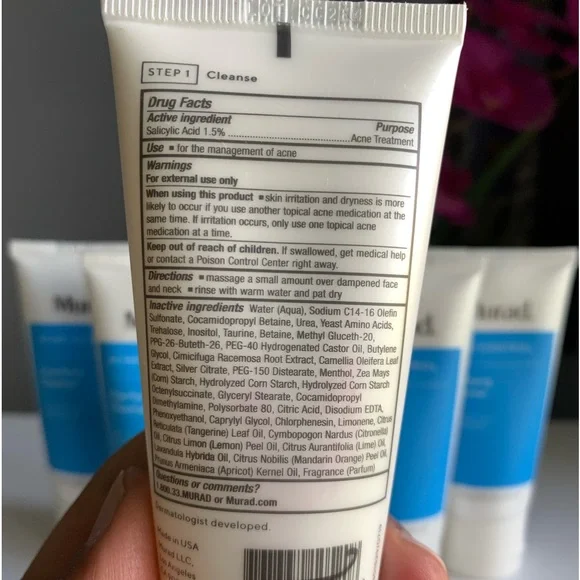 STEP 1 Cleanse
Drug Facts
Active ingredient Purpose
Salicylic Acid 1.5% .......................... Acne Treatment
Use ▪ for the management of acne
Warnings
For external use only
When using this product ▪ skin irritation and dryness is more
likely to occur if you use another topical acne medication at the
same time. If irritation occurs, only use one topical acne
medication at a time.
Keep out of reach of children. If swallowed, get medical help
or contact a Poison Control Center right away.
Directions ▪ massage a small amount over dampened face
and neck ▪ rinse with warm water and pat dry
Inactive ingredients Water (Aqua), Sodium C14-16 Olefin
Sulfonate, Cocamidopropyl Betaine, Urea, Yeast Amino Acids,
Trehalose, Inositol, Taurine, Betaine, Methyl Gluceth-20,
PPG-26-Buteth-26, PEG-40 Hydrogenated Castor Oil, Butylene
Glycol, Cimicifuga Racemosa Root Extract, Camellia Oleifera Leaf
Extract, Silver Citrate, PEG-150 Distearate, Menthol, Zea Mays
(Corn) Starch, Hydrolyzed Corn Starch, Hydrolyzed Corn Starch
Octenylsuccinate, Glyceryl Stearate, Cocamidopropyl
Dimethylamine, Polysorbate 80, Citric Acid, Disodium EDTA,
Phenoxyethanol, Caprylyl Glycol, Chlorphenesin, Limonene, Citrus
Reticulata (Tangerine) Leaf Oil, Cymbopogon Nardus (Citronella)
Oil, Citrus Limon (Lemon) Peel Oil, Citrus Aurantifolia (Lime) Oil,
Lavandula Hybrida Oil, Citrus Nobilis (Mandarin Orange) Peel Oil,
Prunus Armeniaca (Apricot) Kernel Oil, Fragrance (Parfum)
Questions or comments?
1.800.33.MURAD or Murad.com
Dermatologist developed.
Made in USA
Murad LLC,
Los Angeles
Murad.